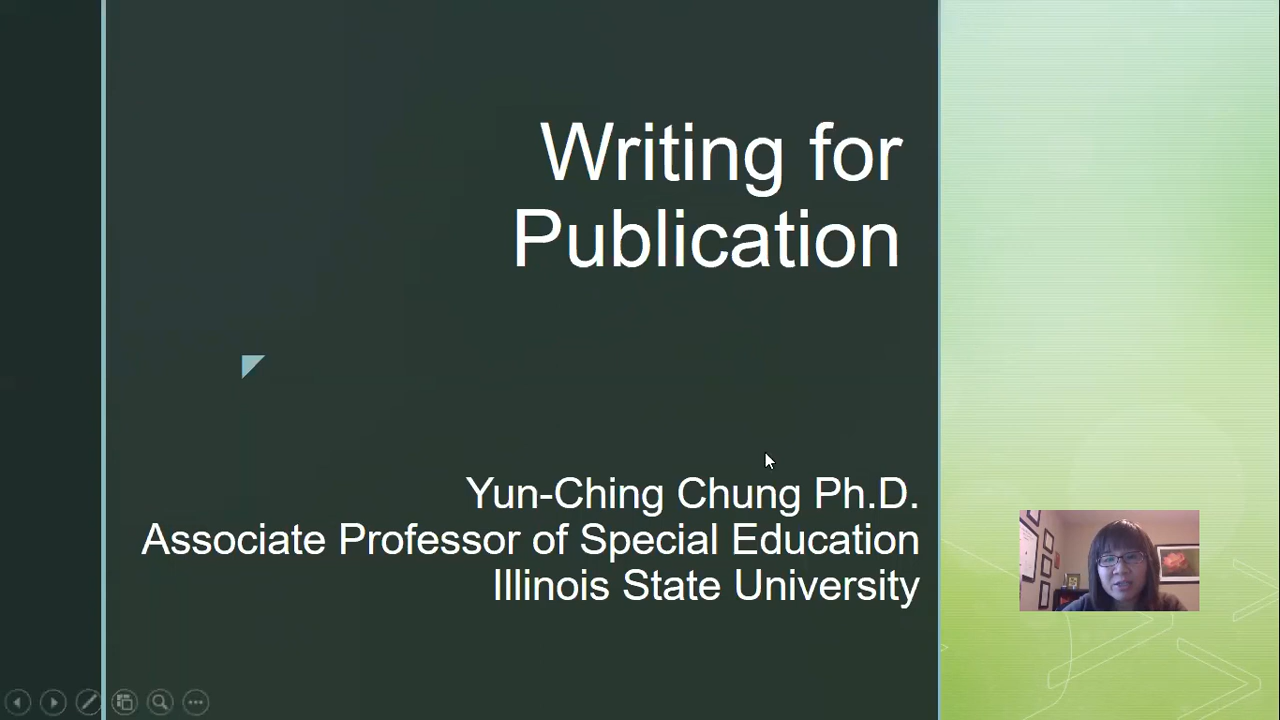 Writing for
Publication
Yun-Ching Chung Ph.D.
Associate Professor of Special Education
Illinois State University